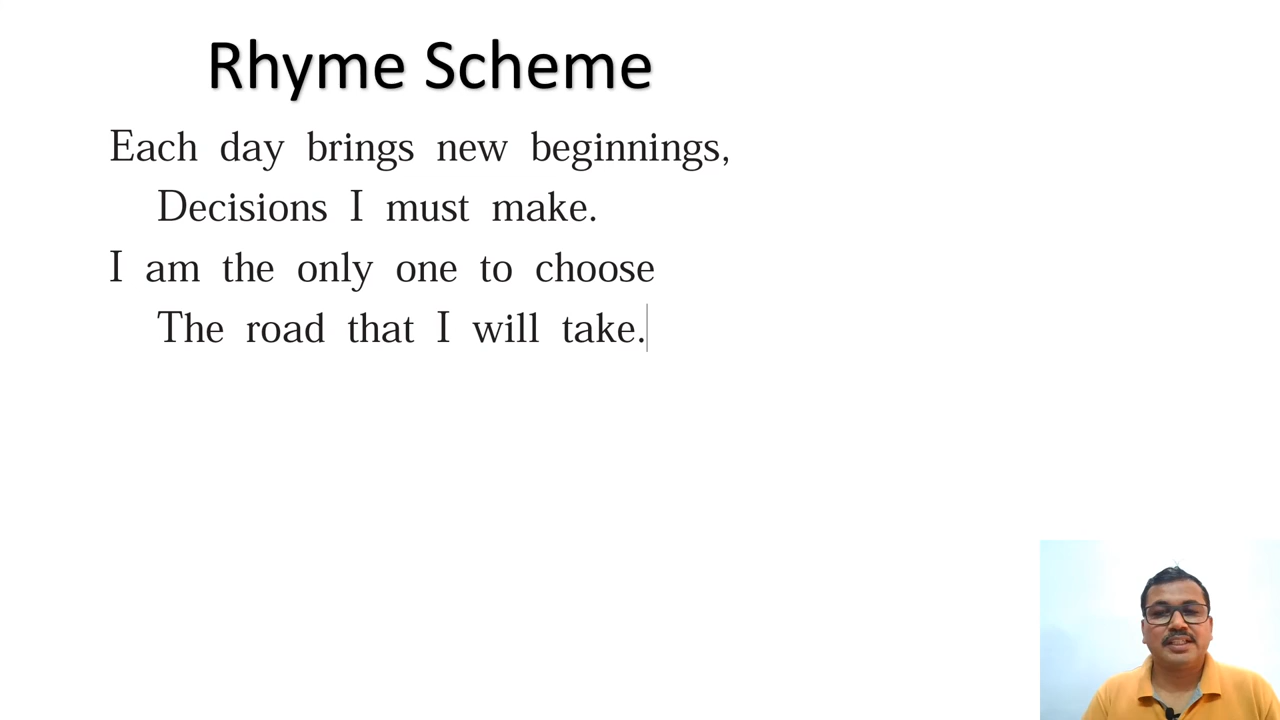 Rhyme Scheme
Each day brings new beginnings,
Decisions I must make.
I am the only one to choose
The road that I will take.